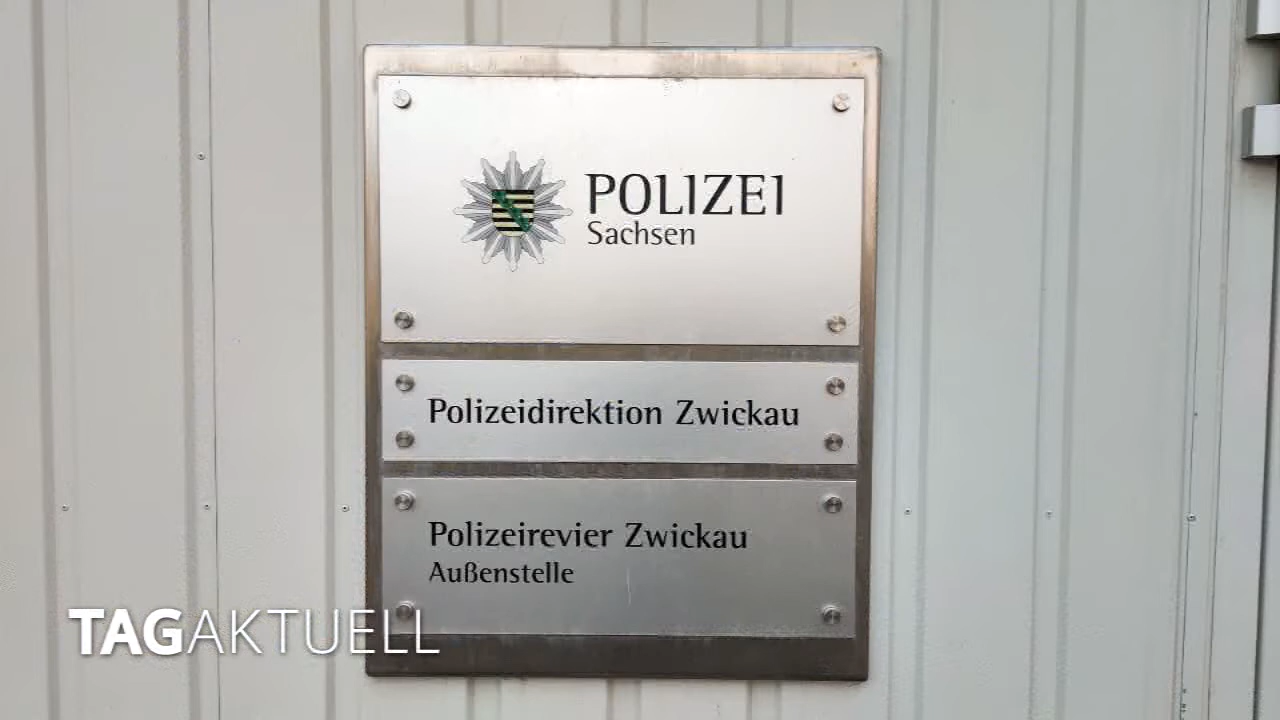 POLIZEI
Sachsen
Polizeidirektion Zwickau
Polizeirevier Zwickau
Außenstelle
TAGAKTUELL